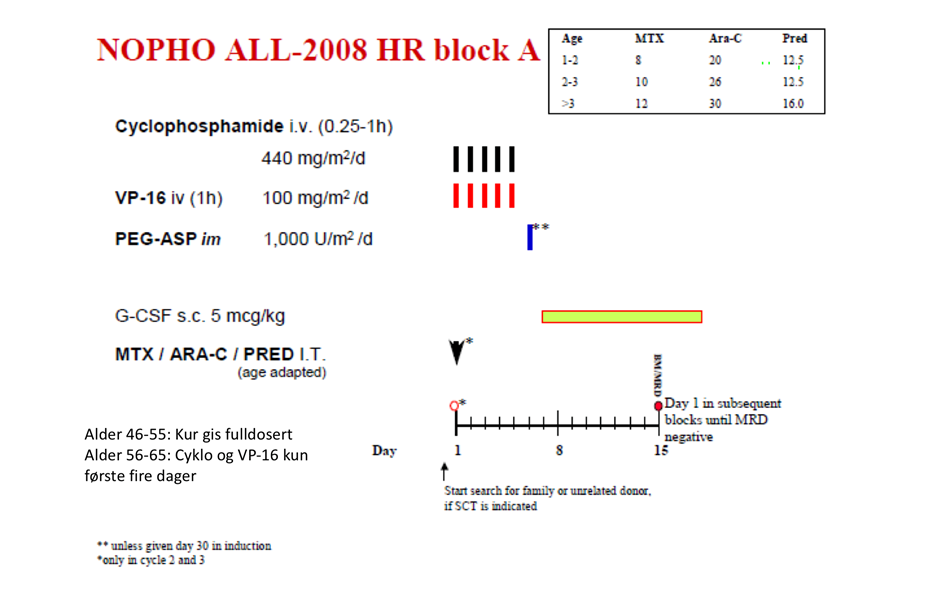 NOPHO ALL-2008 HR block A
Age MTX Ara-C Pred
1-2 8 20 12.5
2-3 10 26 12.5
>3 12 30 16.0
Cyclophosphamide i.v. (0.25-1h)
440 mg/m²/d
VP-16 iv (1h) 100 mg/m² /d
PEG-ASP im 1,000 U/m² /d
**
G-CSF s.c. 5 mcg/kg
MTX / ARA-C / PRED I.T.
*
(age adapted)
BM/MRD
*
Day 1 in subsequent
blocks until MRD
negative
Alder 46-55: Kur gis fulldosert
Alder 56-65: Cyklo og VP-16 kun
første fire dager
Day 1 8 15
Start search for family or unrelated donor,
if SCT is indicated
** unless given day 30 in induction
*only in cycle 2 and 3